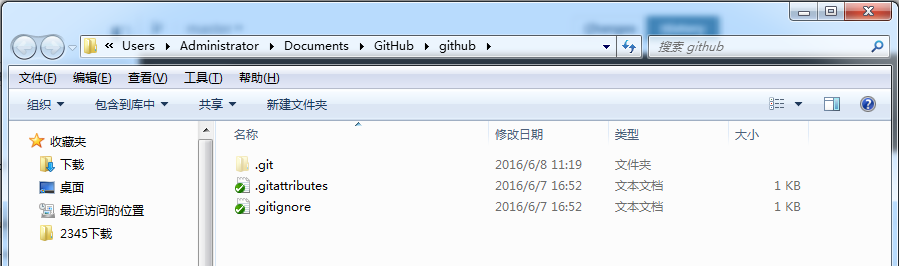 « Users ▸ Administrator ▸ Documents ▸ GitHub ▸ github ▸
搜索 github
文件(F) 编辑(E) 查看(V) 工具(T) 帮助(H)
组织 包含到库中 共享 新建文件夹
收藏夹
下载
桌面
最近访问的位置
2345下载
名称 修改日期 类型 大小
.git 2016/6/8 11:19 文件夹
.gitattributes 2016/6/7 16:52 文本文档 1 KB
.gitignore 2016/6/7 16:52 文本文档 1 KB